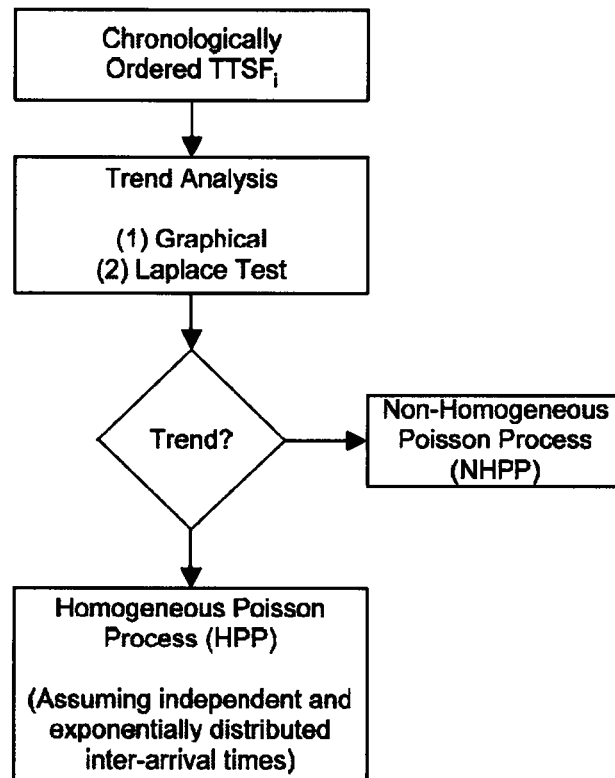 Chronologically
Ordered TTSFi
Trend Analysis
(1) Graphical
(2) Laplace Test
Trend?
Non-Homogeneous
Poisson Process
(NHPP)
Homogeneous Poisson
Process (HPP)
(Assuming independent and
exponentially distributed
inter-arrival times)